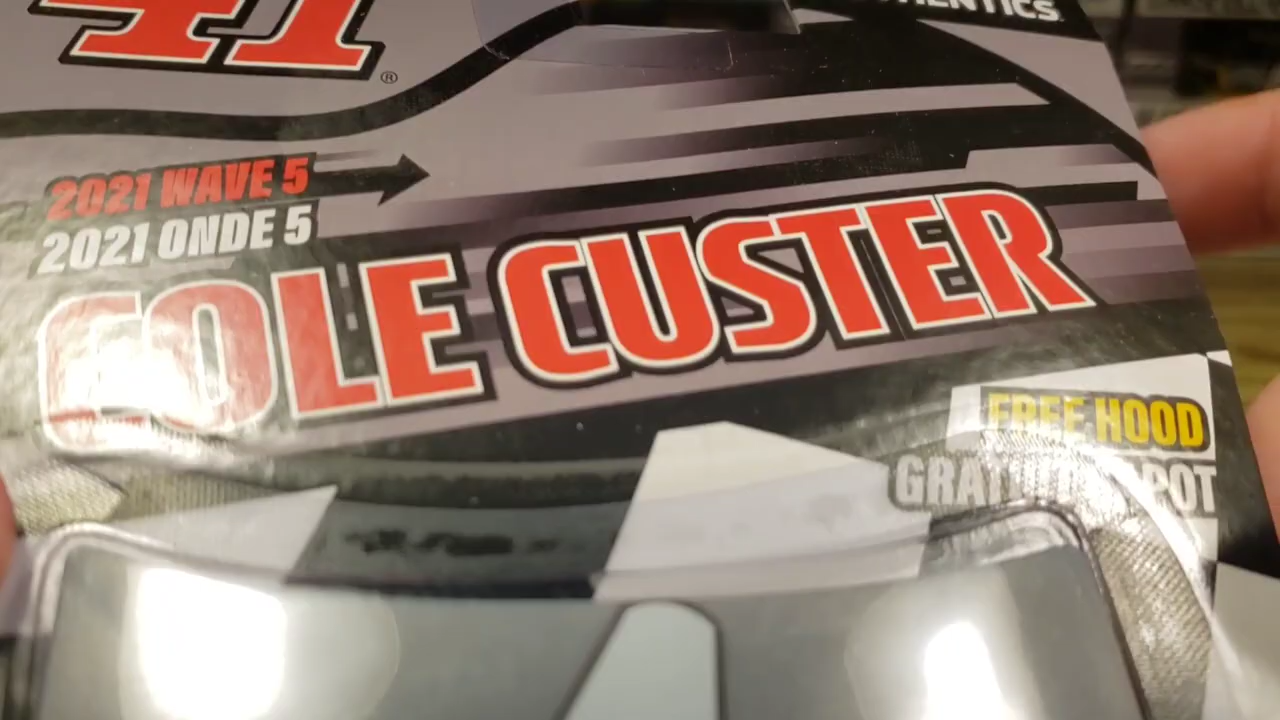 41®
2021 WAVE 5
2021 ONDE 5
COLE CUSTER
FREE HOOD